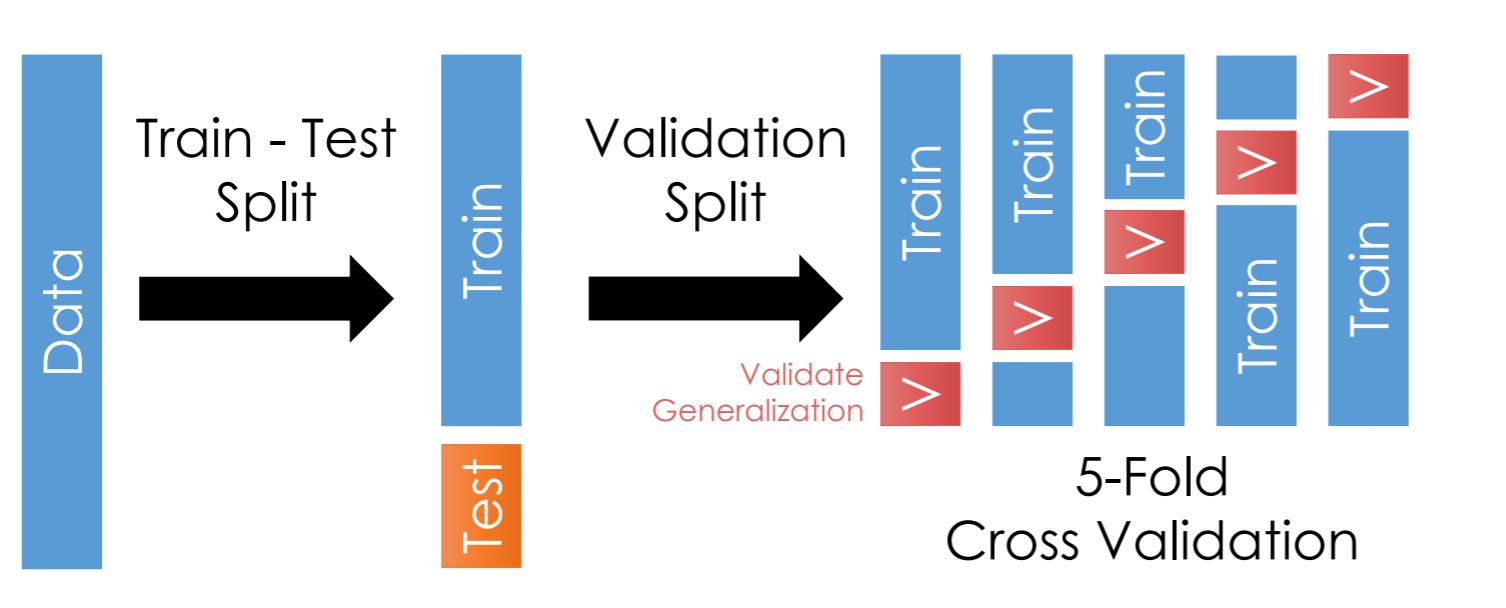 Data
Train - Test
Split
Train
Test
Validation
Split
Validate
Generalization
Train
V
Train
V
Train
V
V
Train
V
Train
5-Fold
Cross Validation